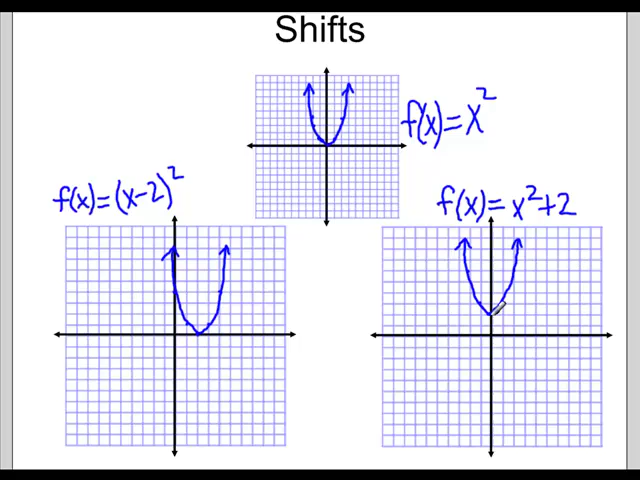 Shifts
f(x) = x²
f(x) = (x-2)²
f(x) = x²+2